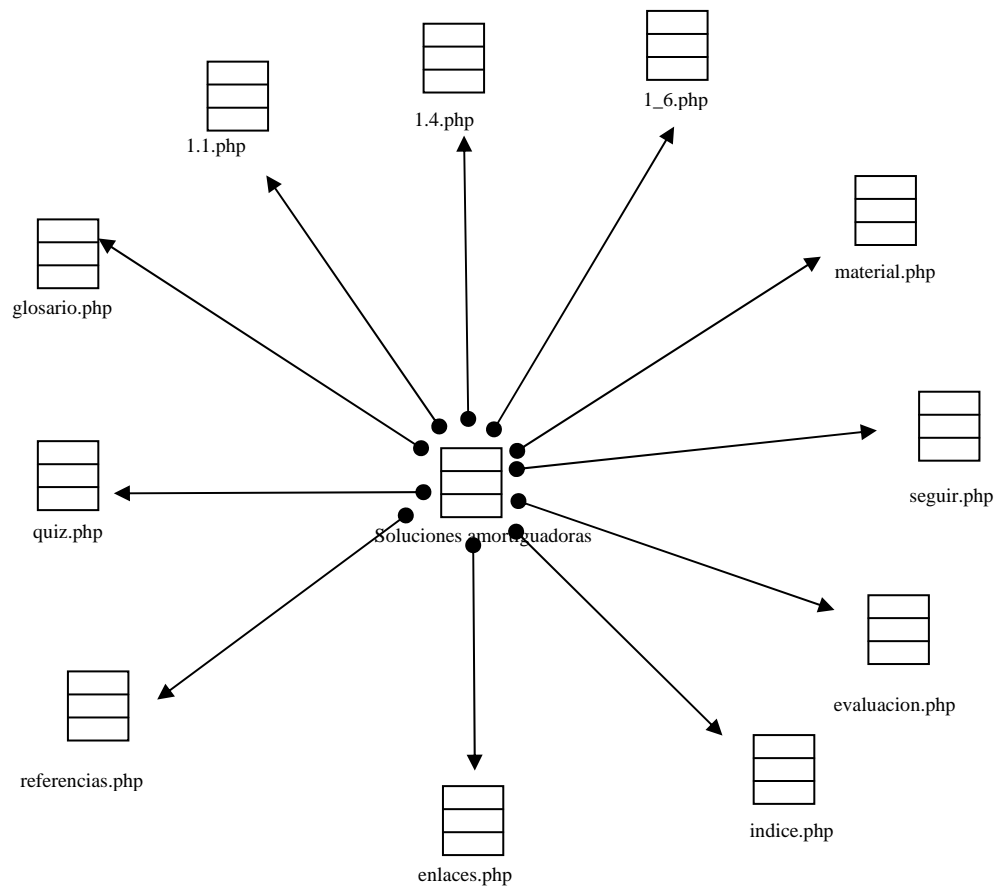 1_6.php
1.4.php
1.1.php
material.php
glosario.php
seguir.php
quiz.php
Soluciones amortiguadoras
evaluacion.php
referencias.php
indice.php
enlaces.php